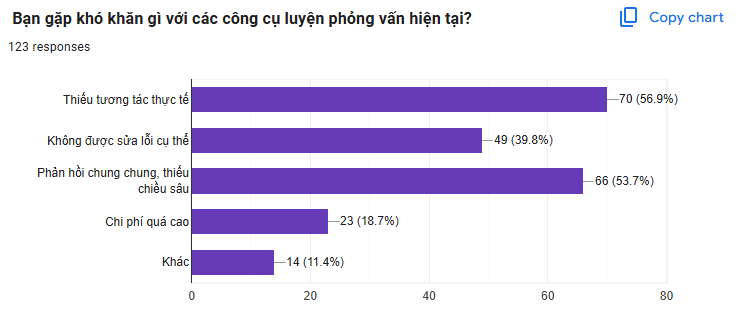 Bạn gặp khó khăn gì với các công cụ luyện phỏng vấn hiện tại?
Copy chart
123 responses
Thiếu tương tác thực tế
70 (56.9%)
Không được sửa lỗi cụ thể
49 (39.8%)
Phản hồi chung chung, thiếu
chiều sâu
66 (53.7%)
Chi phí quá cao
23 (18.7%)
Khác
14 (11.4%)
0 20 40 60 80